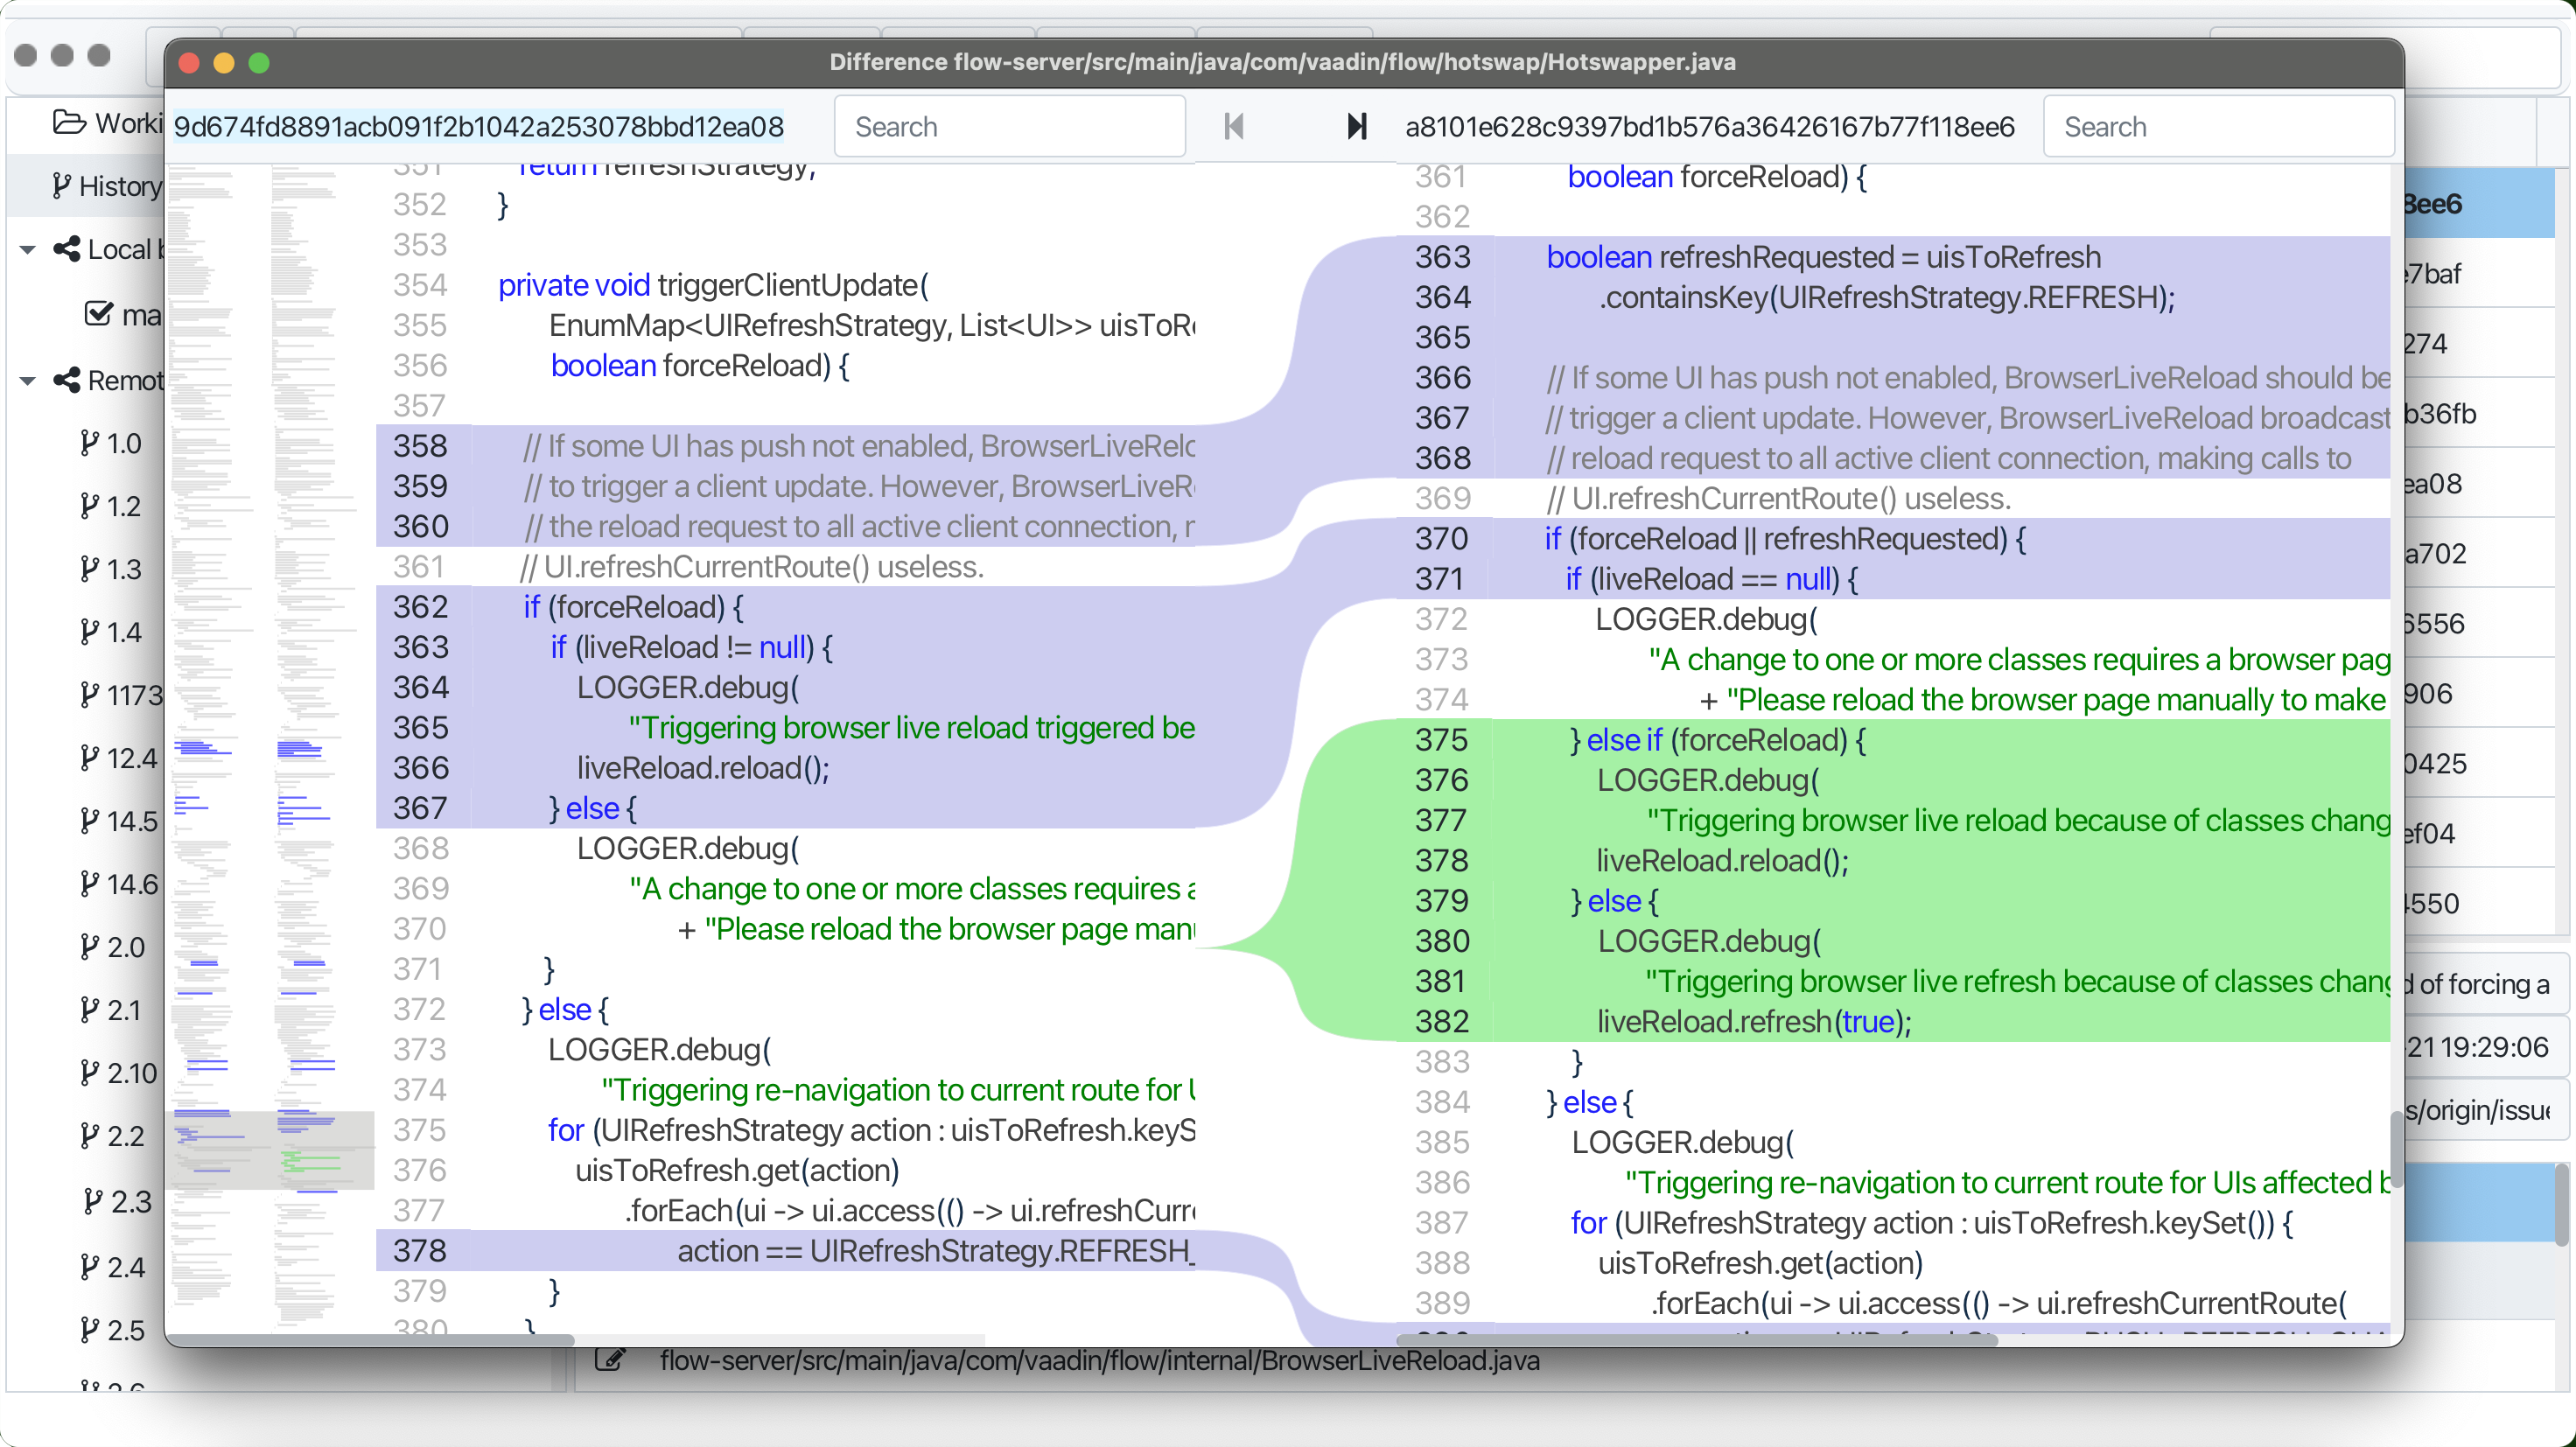 Difference flow-server/src/main/java/com/vaadin/flow/hotswap/Hotswapper.java
9d674fd8891acb091f2b1042a253078bbd12ea08
Search
a8101e628c9397bd1b576a36426167b77f118ee6
Search
Worki
History
Local b
ma
Remot
1.0
1.2
1.3
1.4
1173
12.4
14.5
14.6
2.0
2.1
2.10
2.2
2.3
2.4
2.5
2.6
351 return refreshStrategy;
352 }
353
354 private void triggerClientUpdate(
355 EnumMap<UIRefreshStrategy, List<UI>> uisToRe
356 boolean forceReload) {
357
358 // If some UI has push not enabled, BrowserLiveRelo
359 // to trigger a client update. However, BrowserLiveRe
360 // the reload request to all active client connection, m
361 // UI.refreshCurrentRoute() useless.
362 if (forceReload) {
363 if (liveReload != null) {
364 LOGGER.debug(
365 "Triggering browser live reload triggered be
366 liveReload.reload();
367 } else {
368 LOGGER.debug(
369 "A change to one or more classes requires a
370 + "Please reload the browser page manu
371 }
372 } else {
373 LOGGER.debug(
374 "Triggering re-navigation to current route for U
375 for (UIRefreshStrategy action : uisToRefresh.keyS
376 uisToRefresh.get(action)
377 .forEach(ui -> ui.access(() -> ui.refreshCurre
378 action == UIRefreshStrategy.REFRESH_
379 }
380 }
361 boolean forceReload) {
362
363 boolean refreshRequested = uisToRefresh
364 .containsKey(UIRefreshStrategy.REFRESH);
365
366 // If some UI has push not enabled, BrowserLiveReload should be
367 // trigger a client update. However, BrowserLiveReload broadcast
368 // reload request to all active client connection, making calls to
369 // UI.refreshCurrentRoute() useless.
370 if (forceReload || refreshRequested) {
371 if (liveReload == null) {
372 LOGGER.debug(
373 "A change to one or more classes requires a browser pag
374 + "Please reload the browser page manually to make
375 } else if (forceReload) {
376 LOGGER.debug(
377 "Triggering browser live reload because of classes chang
378 liveReload.reload();
379 } else {
380 LOGGER.debug(
381 "Triggering browser live refresh because of classes chang
382 liveReload.refresh(true);
383 }
384 } else {
385 LOGGER.debug(
386 "Triggering re-navigation to current route for UIs affected b
387 for (UIRefreshStrategy action : uisToRefresh.keySet()) {
388 uisToRefresh.get(action)
389 .forEach(ui -> ui.access(() -> ui.refreshCurrentRoute(
8ee6
7baf
274
b36fb
ea08
a702
6556
906
0425
ef04
4550
d of forcing a
21 19:29:06
s/origin/issue
flow-server/src/main/java/com/vaadin/flow/internal/BrowserLiveReload.java